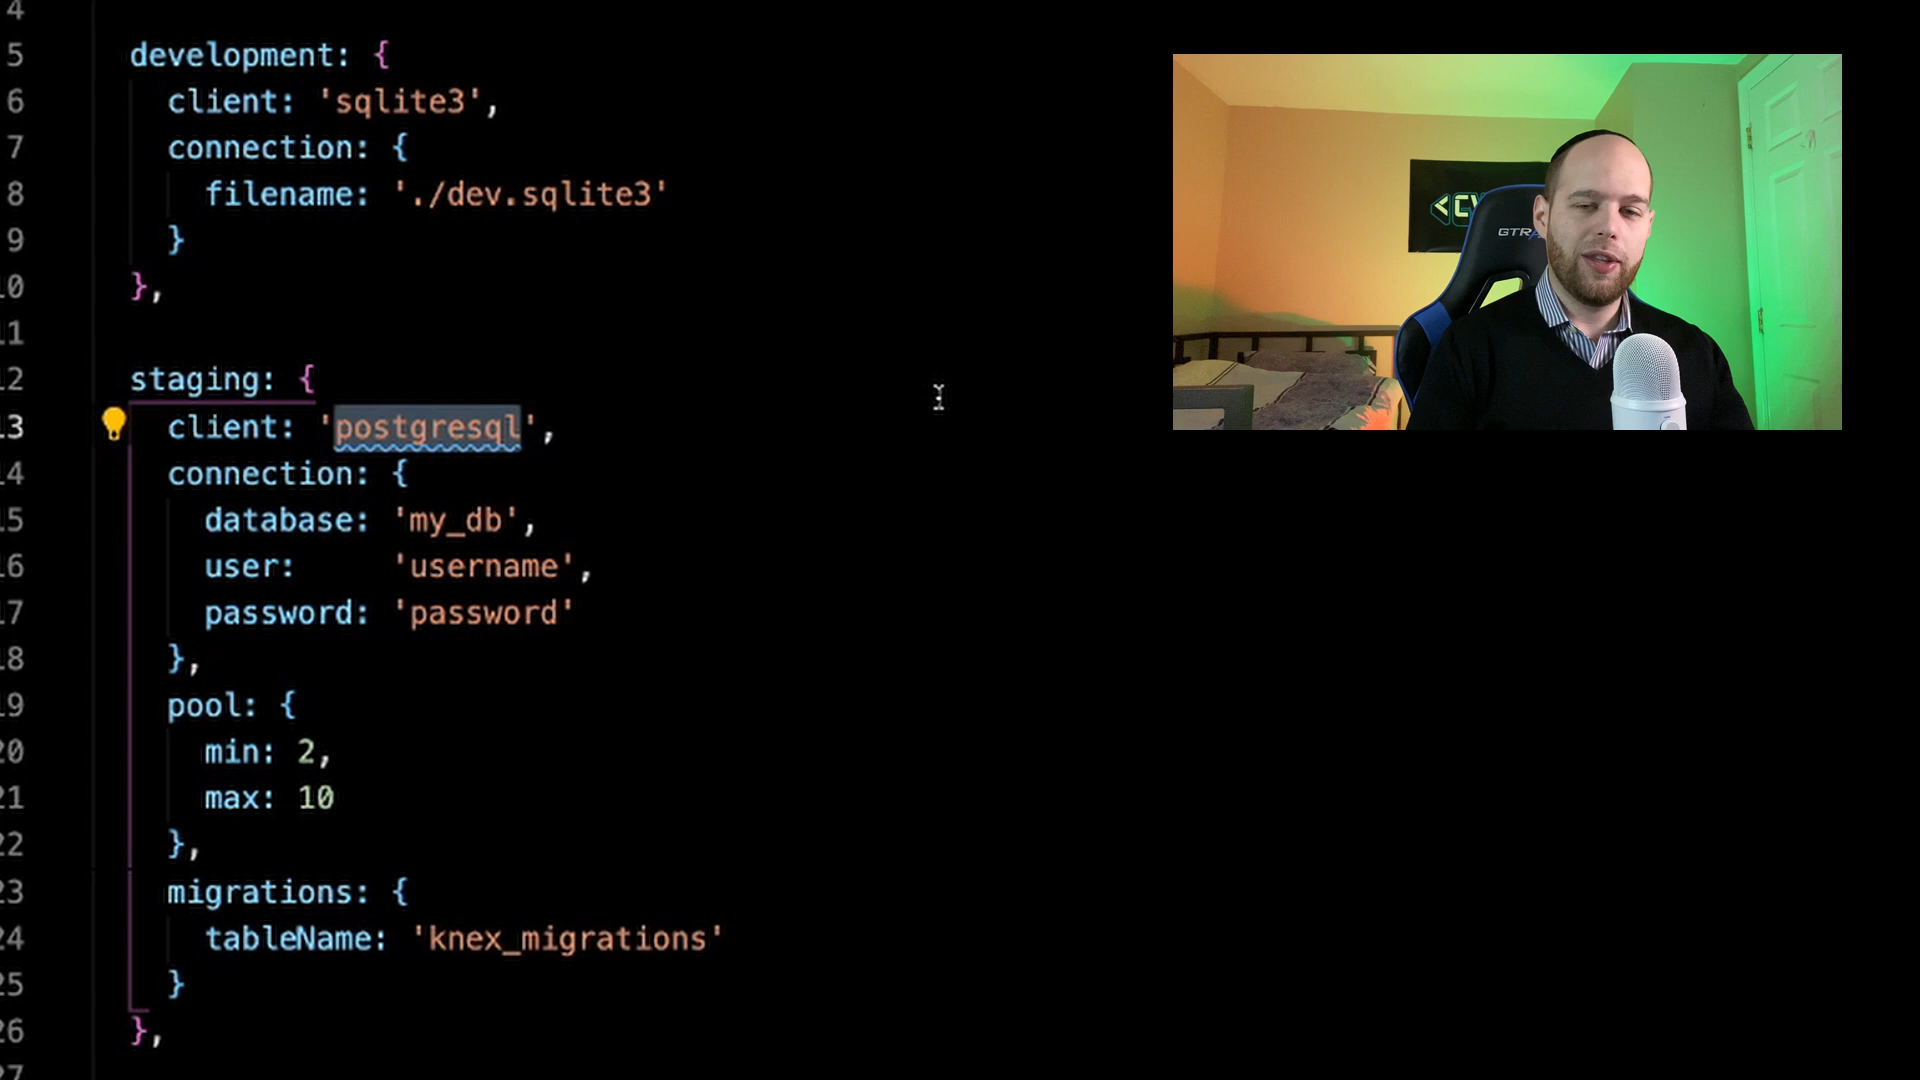 4
5 development: {
6 client: 'sqlite3',
7 connection: {
8 filename: './dev.sqlite3'
9 }
10 },
11
12 staging: {
13 client: 'postgresql',
14 connection: {
15 database: 'my_db',
16 user: 'username',
17 password: 'password'
18 },
19 pool: {
20 min: 2,
21 max: 10
22 },
23 migrations: {
24 tableName: 'knex_migrations'
25 }
26 },
27